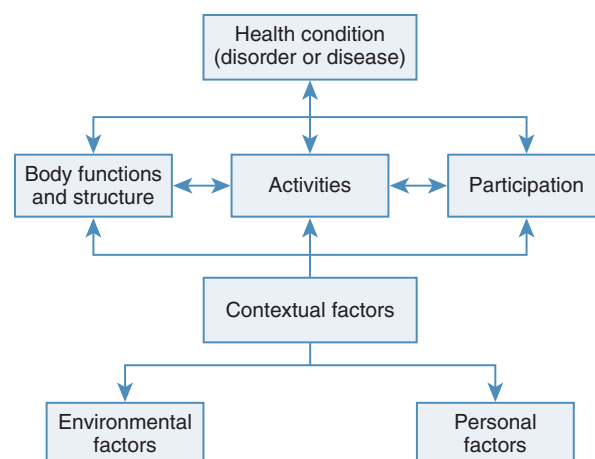 Health condition
(disorder or disease)
Body functions
and structure
Activities
Participation
Contextual factors
Environmental
factors
Personal
factors